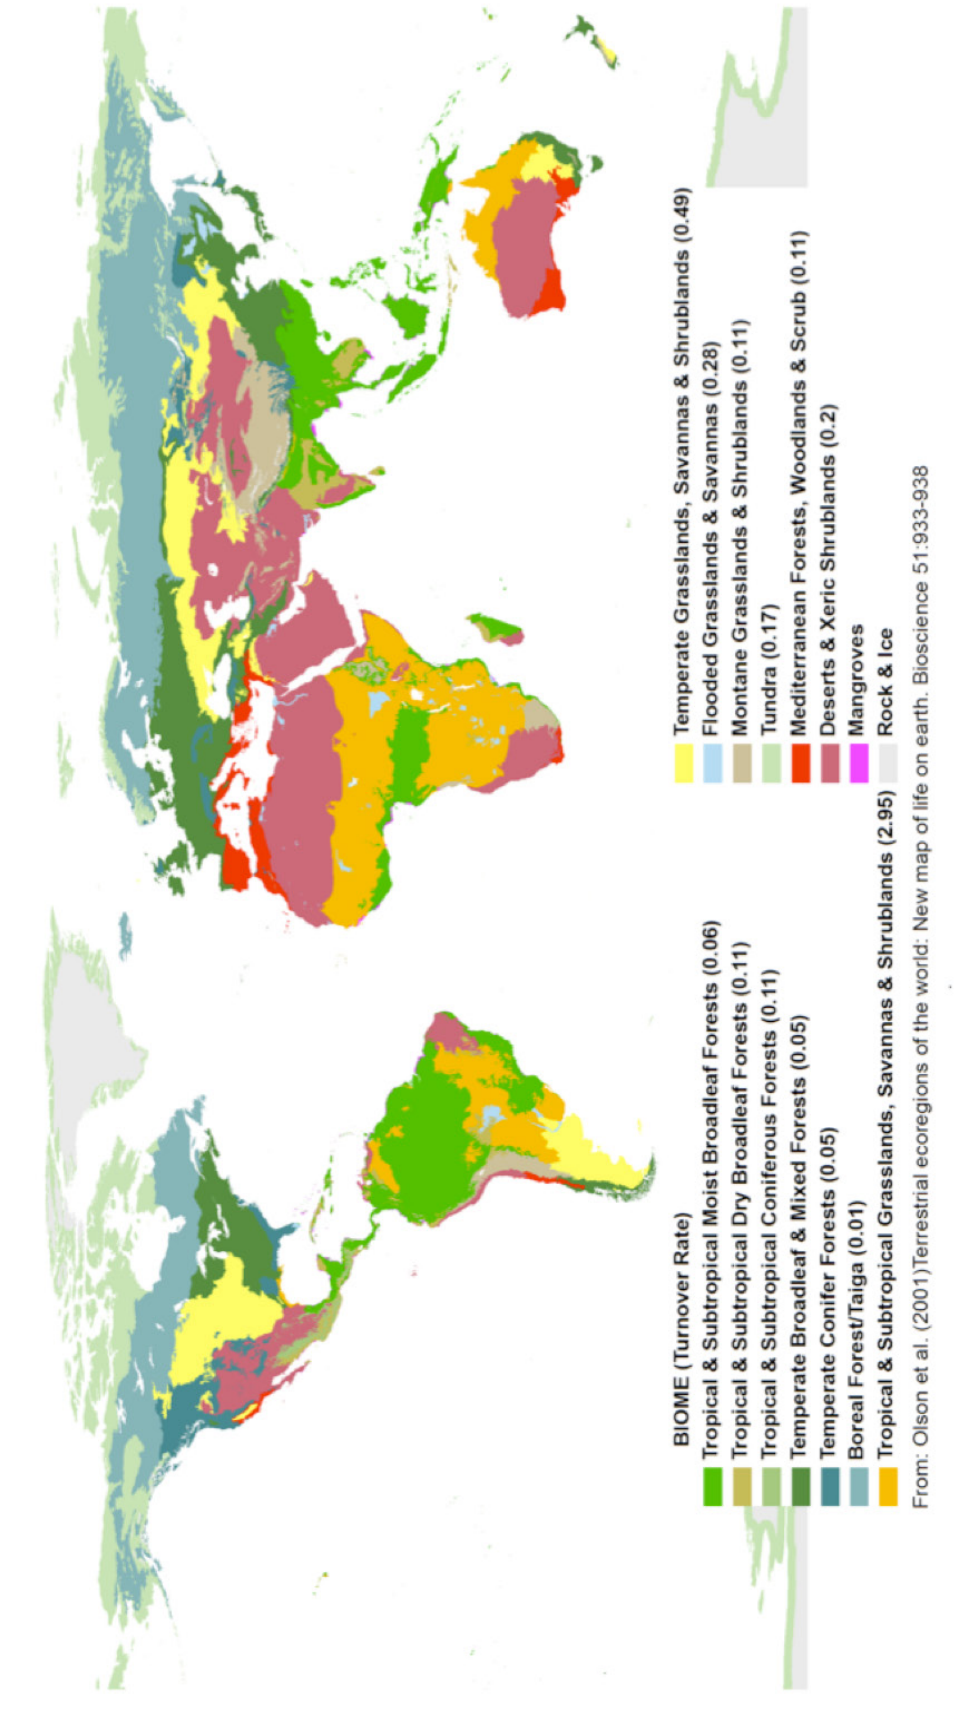 BIOME (Turnover Rate)
Tropical & Subtropical Moist Broadleaf Forests (0.06)
Tropical & Subtropical Dry Broadleaf Forests (0.11)
Tropical & Subtropical Coniferous Forests (0.11)
Temperate Broadleaf & Mixed Forests (0.05)
Temperate Conifer Forests (0.05)
Boreal Forest/Taiga (0.01)
Tropical & Subtropical Grasslands, Savannas & Shrublands (2.95)
Temperate Grasslands, Savannas & Shrublands (0.49)
Flooded Grasslands & Savannas (0.28)
Montane Grasslands & Shrublands (0.11)
Tundra (0.17)
Mediterranean Forests, Woodlands & Scrub (0.11)
Deserts & Xeric Shrublands (0.2)
Mangroves
Rock & Ice
From: Olson et al. (2001)Terrestrial ecoregions of the world: New map of life on earth. Bioscience 51:933-938